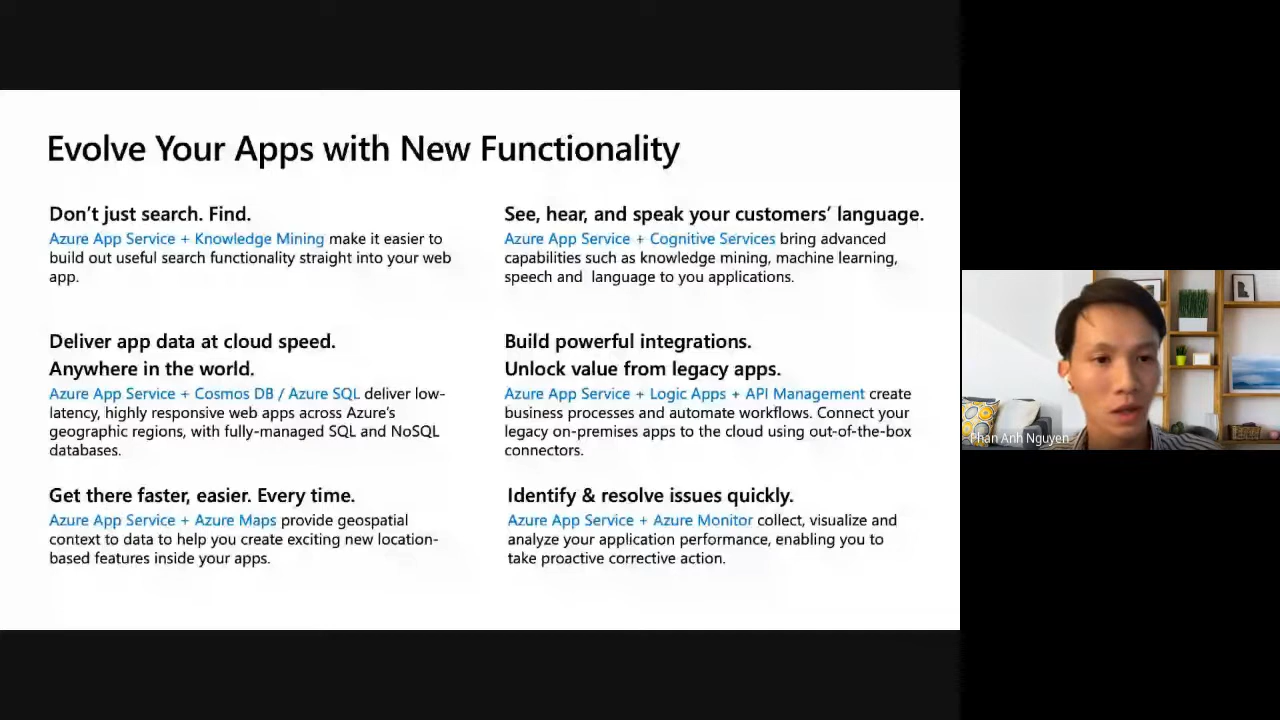 Evolve Your Apps with New Functionality
Don't just search. Find.
Azure App Service + Knowledge Mining make it easier to
build out useful search functionality straight into your web
app.
See, hear, and speak your customers' language.
Azure App Service + Cognitive Services bring advanced
capabilities such as knowledge mining, machine learning,
speech and  language to you applications.
Deliver app data at cloud speed.
Anywhere in the world.
Azure App Service + Cosmos DB / Azure SQL deliver low-
latency, highly responsive web apps across Azure's
geographic regions, with fully-managed SQL and NoSQL
databases.
Build powerful integrations.
Unlock value from legacy apps.
Azure App Service + Logic Apps + API Management create
business processes and automate workflows. Connect your
legacy on-premises apps to the cloud using out-of-the-box
connectors.
Get there faster, easier. Every time.
Azure App Service + Azure Maps provide geospatial
context to data to help you create exciting new location-
based features inside your apps.
Identify & resolve issues quickly.
Azure App Service + Azure Monitor collect, visualize and
analyze your application performance, enabling you to
take proactive corrective action.
Phan Anh Nguyen